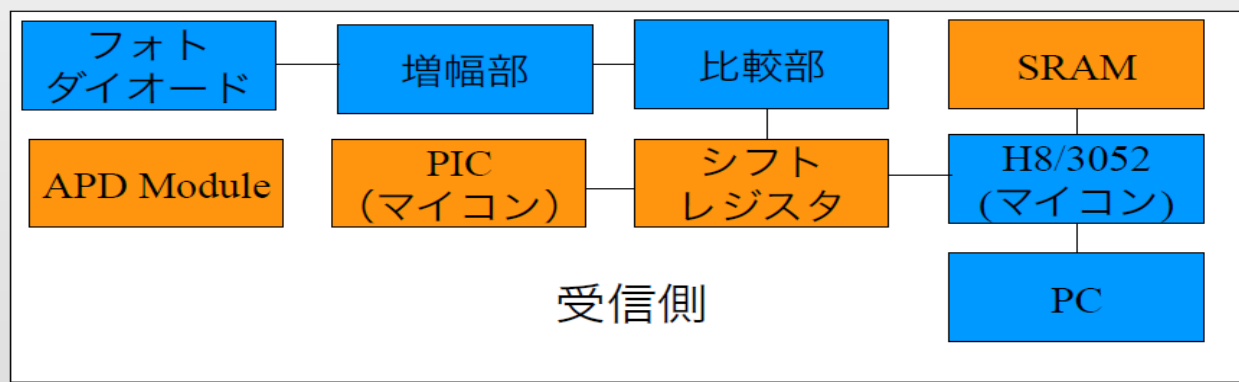 フォト
ダイオード
増幅部
比較部
SRAM
APD Module
PIC
（マイコン）
シフト
レジスタ
H8/3052
(マイコン)
PC
受信側